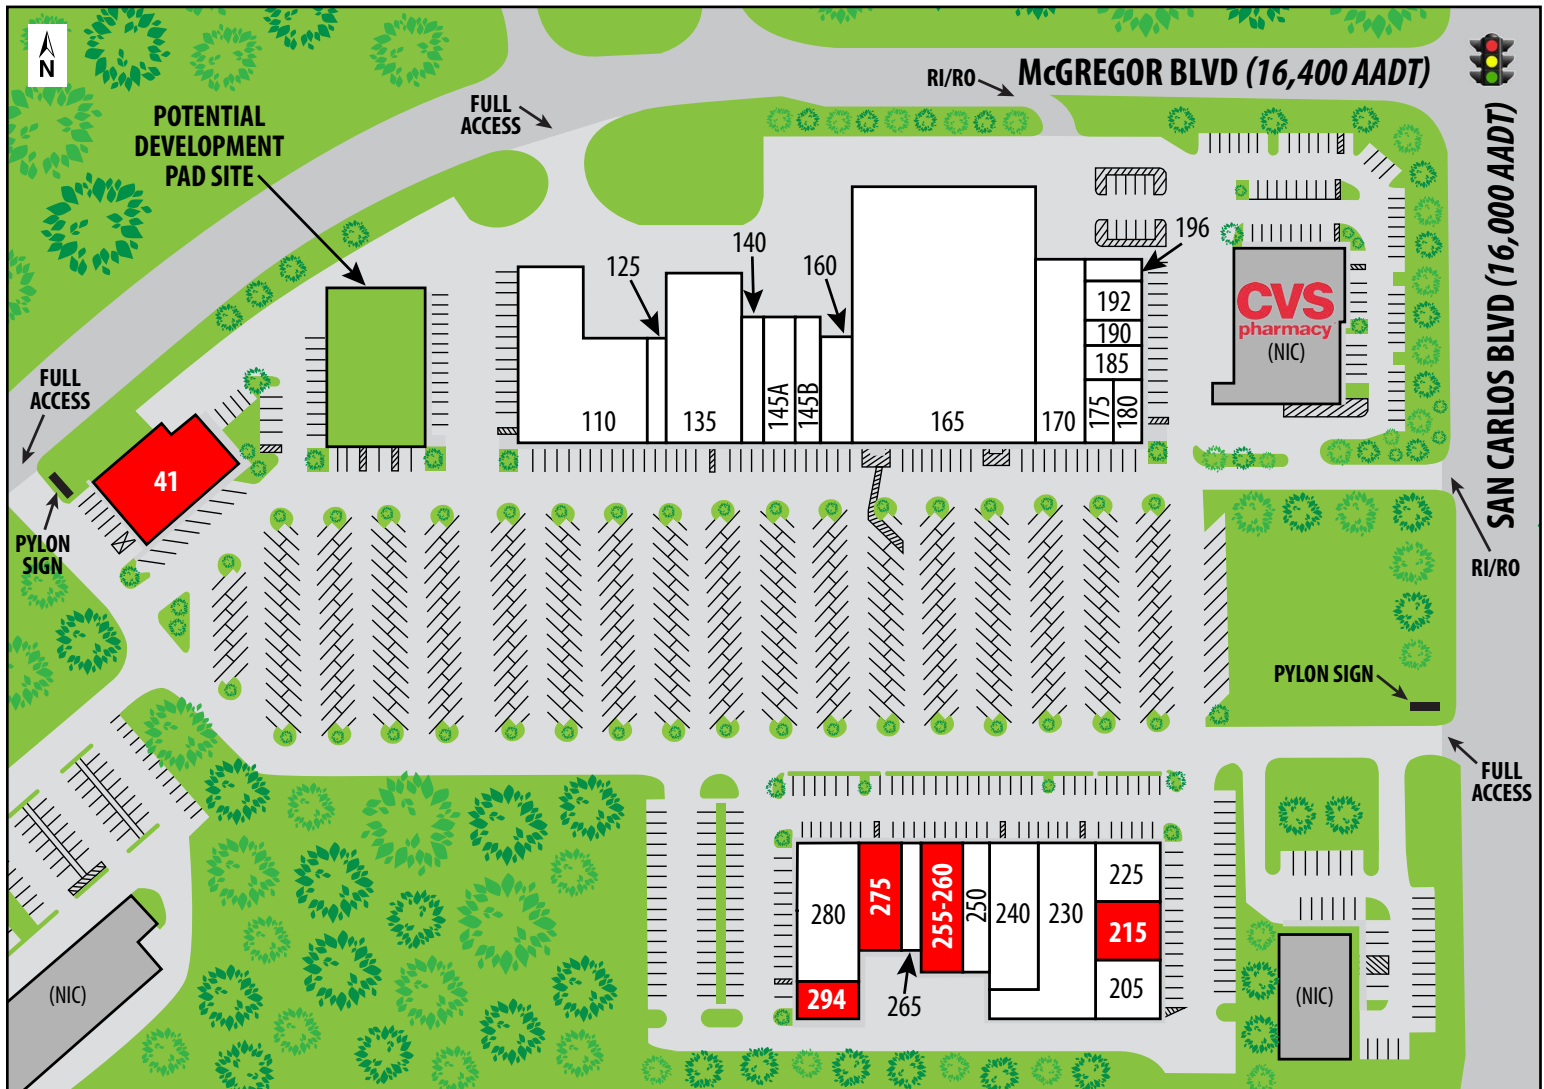 N
McGREGOR BLVD (16,400 AADT)
RI/RO
FULL
ACCESS
POTENTIAL
DEVELOPMENT
PAD SITE
SAN CARLOS BLVD (16,000 AADT)
196
140
125
160
192
190
185
175
180
CVS
pharmacy
(NIC)
FULL
ACCESS
110
135
145A
145B
165
170
41
PYLON
SIGN
RI/RO
PYLON SIGN
FULL
ACCESS
280
275
255-260
250
240
230
225
215
205
294
265
(NIC)
(NIC)